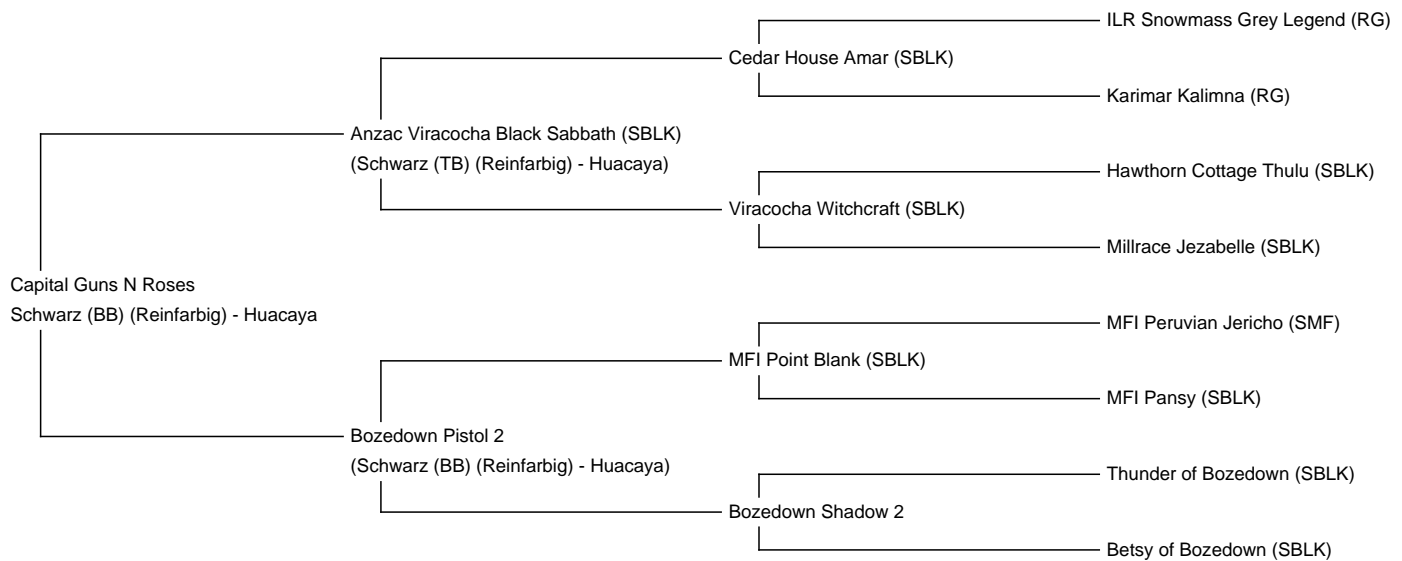 ILR Snowmass Grey Legend (RG)
Cedar House Amar (SBLK)
Karimar Kalimna (RG)
Anzac Viracocha Black Sabbath (SBLK)
(Schwarz (TB) (Reinfarbig) - Huacaya)
Hawthorn Cottage Thulu (SBLK)
Viracocha Witchcraft (SBLK)
Millrace Jezabelle (SBLK)
Capital Guns N Roses
Schwarz (BB) (Reinfarbig) - Huacaya
MFI Peruvian Jericho (SMF)
MFI Point Blank (SBLK)
MFI Pansy (SBLK)
Bozedown Pistol 2
(Schwarz (BB) (Reinfarbig) - Huacaya)
Thunder of Bozedown (SBLK)
Bozedown Shadow 2
Betsy of Bozedown (SBLK)